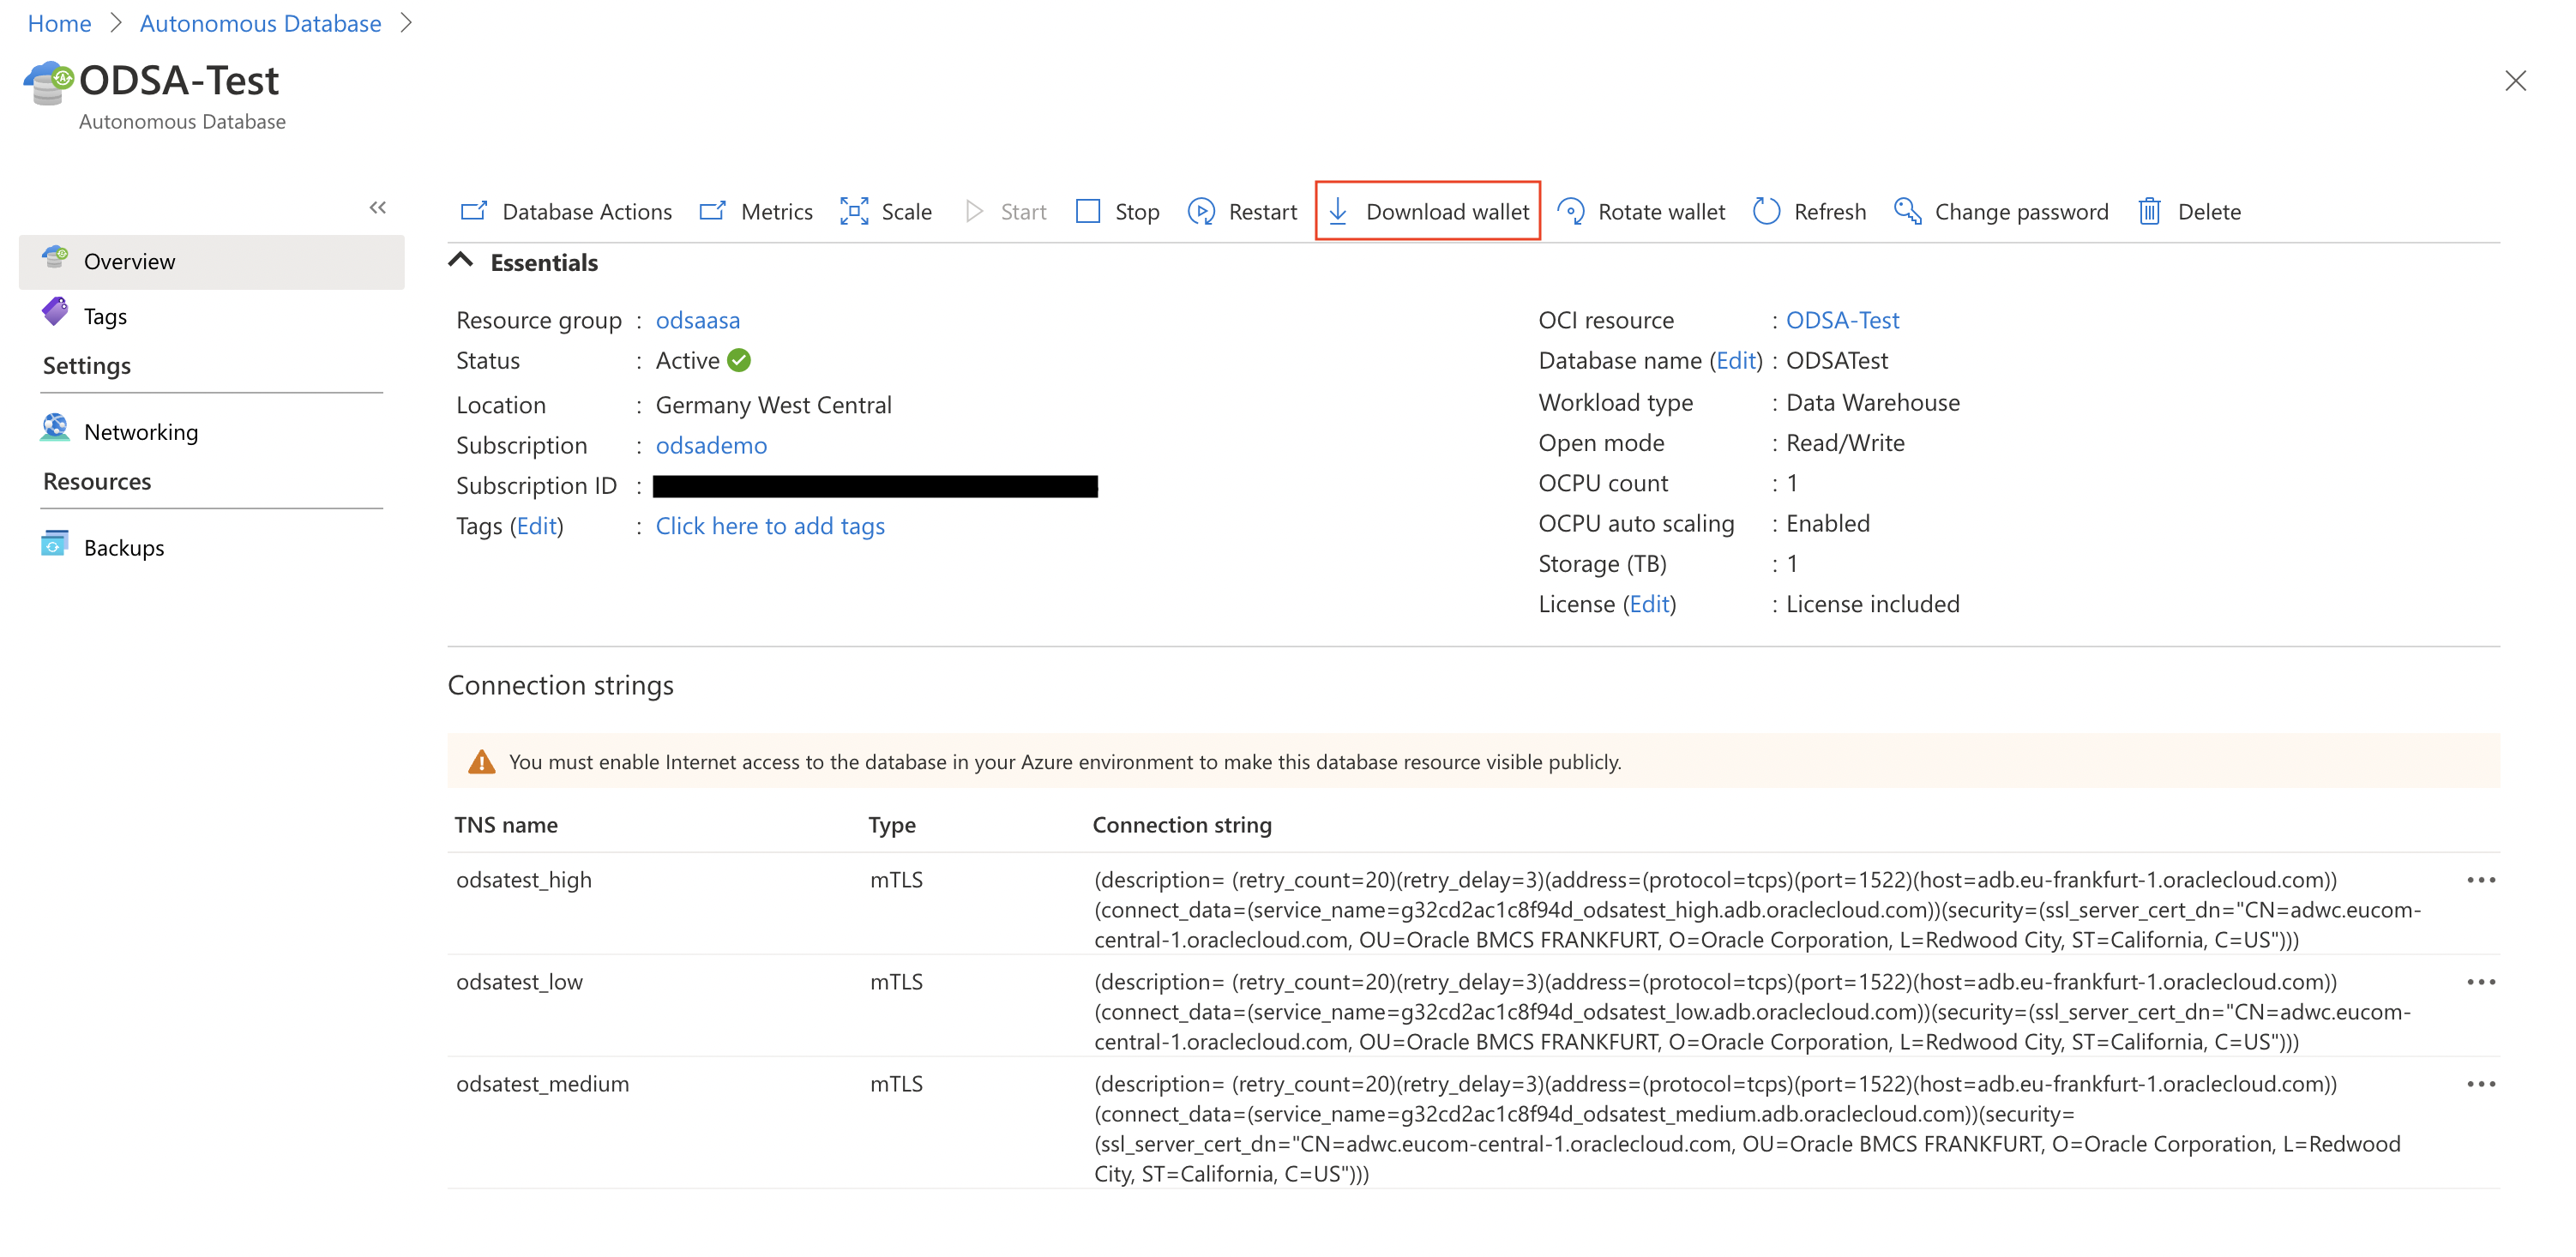 Home > Autonomous Database >
ODSA-Test
Autonomous Database
Overview
Tags
Settings
Networking
Resources
Backups
Database Actions Metrics Scale Start Stop Restart Download wallet Rotate wallet Refresh Change password Delete
Essentials
Resource group : odsaasa
Status : Active
Location : Germany West Central
Subscription : odsademo
Subscription ID :
Tags (Edit) : Click here to add tags
OCI resource : ODSA-Test
Database name (Edit) : ODSATest
Workload type : Data Warehouse
Open mode : Read/Write
OCPU count : 1
OCPU auto scaling : Enabled
Storage (TB) : 1
License (Edit) : License included
Connection strings
You must enable Internet access to the database in your Azure environment to make this database resource visible publicly.
TNS name Type Connection string
odsatest_high mTLS (description= (retry_count=20)(retry_delay=3)(address=(protocol=tcps)(port=1522)(host=adb.eu-frankfurt-1.oraclecloud.com))
(connect_data=(service_name=g32cd2ac1c8f94d_odsatest_high.adb.oraclecloud.com))(security=(ssl_server_cert_dn="CN=adwc.eucom-
central-1.oraclecloud.com, OU=Oracle BMCS FRANKFURT, O=Oracle Corporation, L=Redwood City, ST=California, C=US")))
odsatest_low mTLS (description= (retry_count=20)(retry_delay=3)(address=(protocol=tcps)(port=1522)(host=adb.eu-frankfurt-1.oraclecloud.com))
(connect_data=(service_name=g32cd2ac1c8f94d_odsatest_low.adb.oraclecloud.com))(security=(ssl_server_cert_dn="CN=adwc.eucom-
central-1.oraclecloud.com, OU=Oracle BMCS FRANKFURT, O=Oracle Corporation, L=Redwood City, ST=California, C=US")))
odsatest_medium mTLS (description= (retry_count=20)(retry_delay=3)(address=(protocol=tcps)(port=1522)(host=adb.eu-frankfurt-1.oraclecloud.com))
(connect_data=(service_name=g32cd2ac1c8f94d_odsatest_medium.adb.oraclecloud.com))(security=
(ssl_server_cert_dn="CN=adwc.eucom-central-1.oraclecloud.com, OU=Oracle BMCS FRANKFURT, O=Oracle Corporation, L=Redwood
City, ST=California, C=US")))